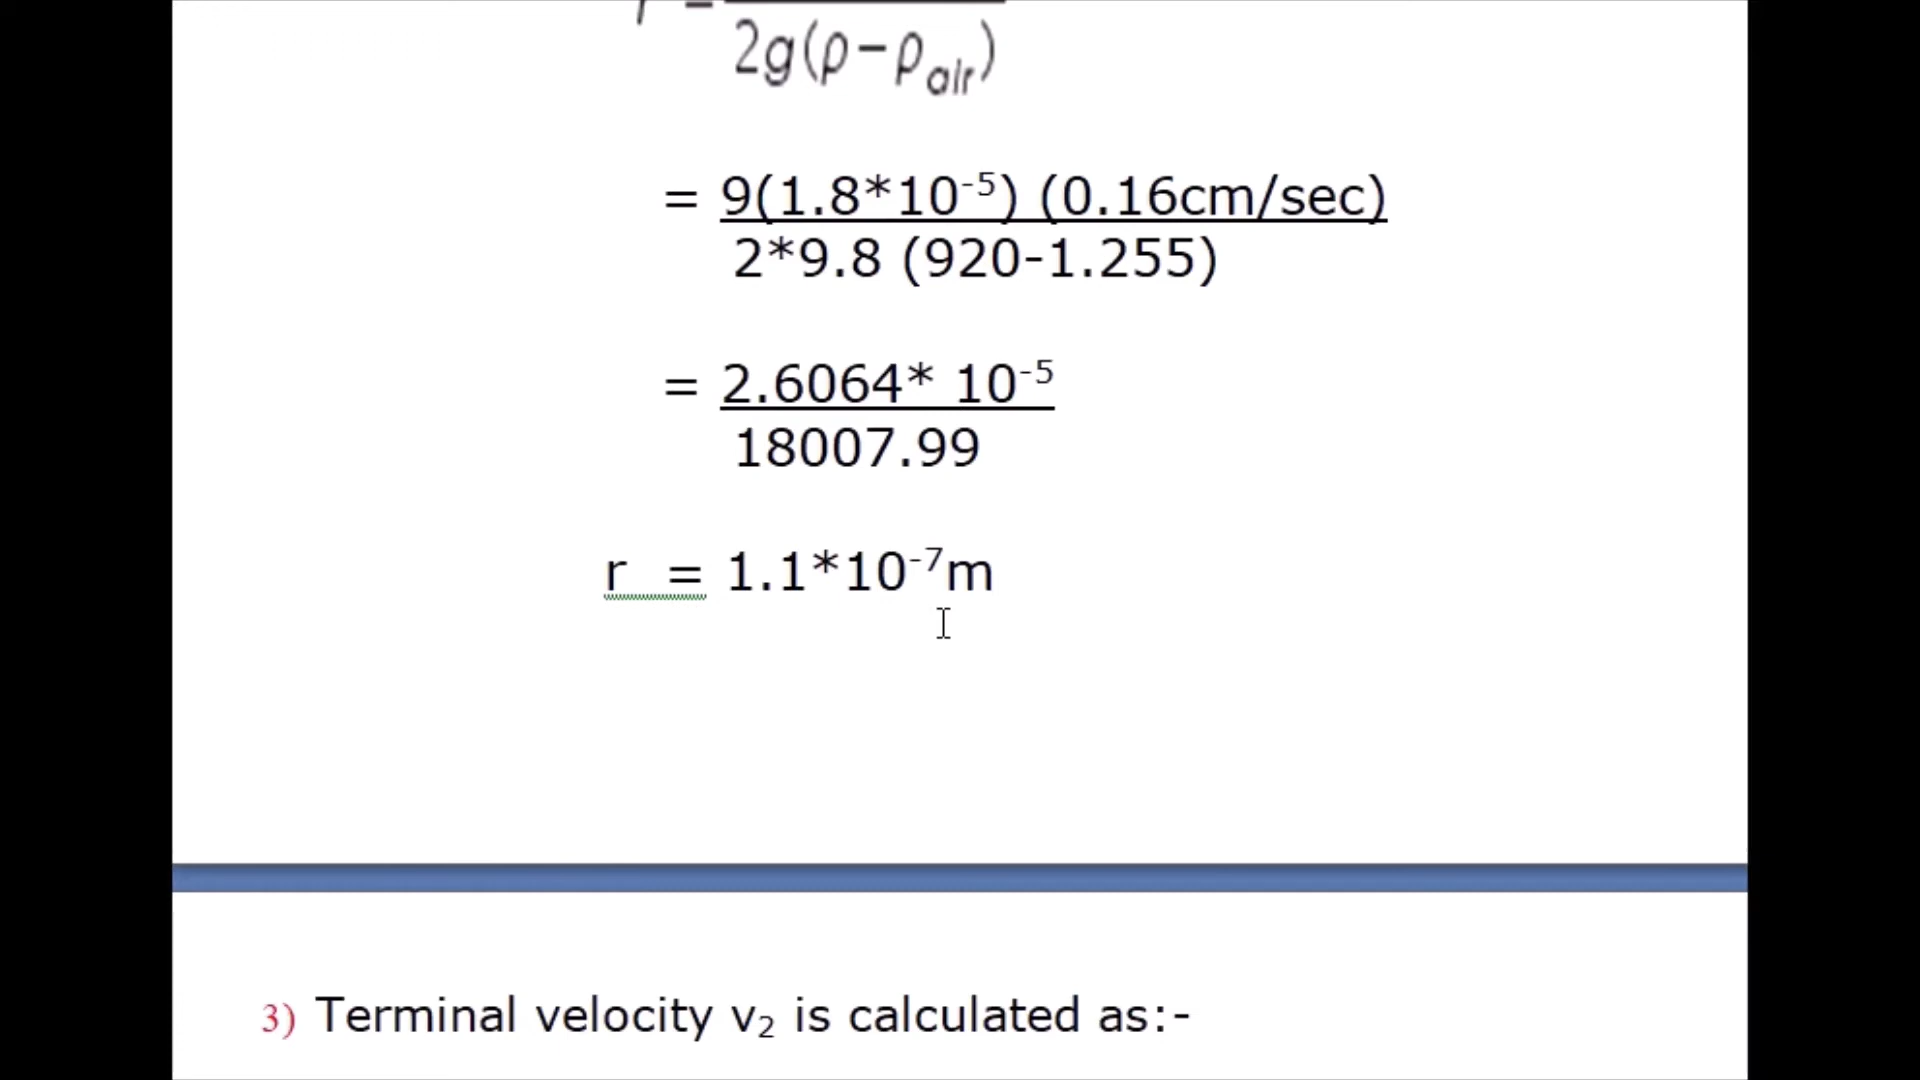 r =
2g(ρ-ρair)
= 9(1.8*10-5) (0.16cm/sec)
2*9.8 (920-1.255)
= 2.6064* 10-5
18007.99
r = 1.1*10-7m
3) Terminal velocity v2 is calculated as:-